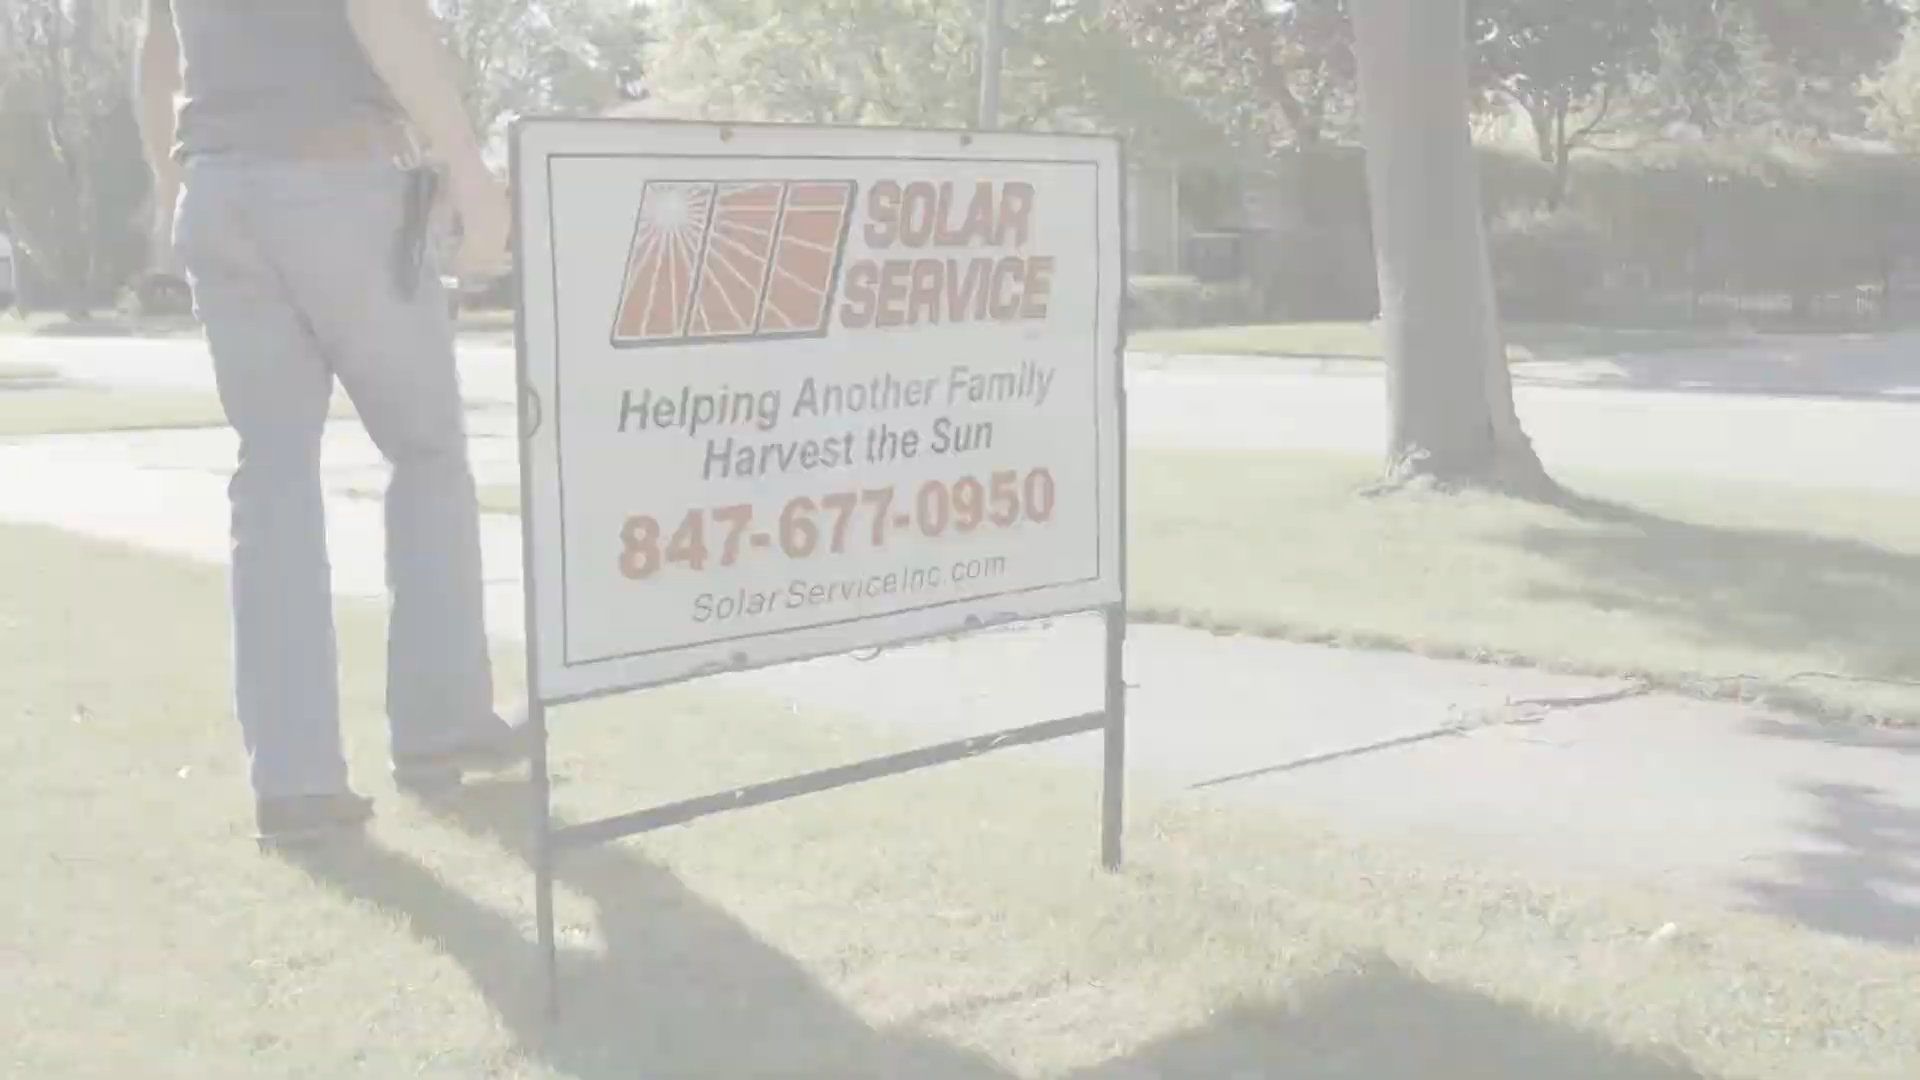 SOLAR
SERVICE
Helping Another Family
Harvest the Sun
847-677-0950
SolarServiceInc.com